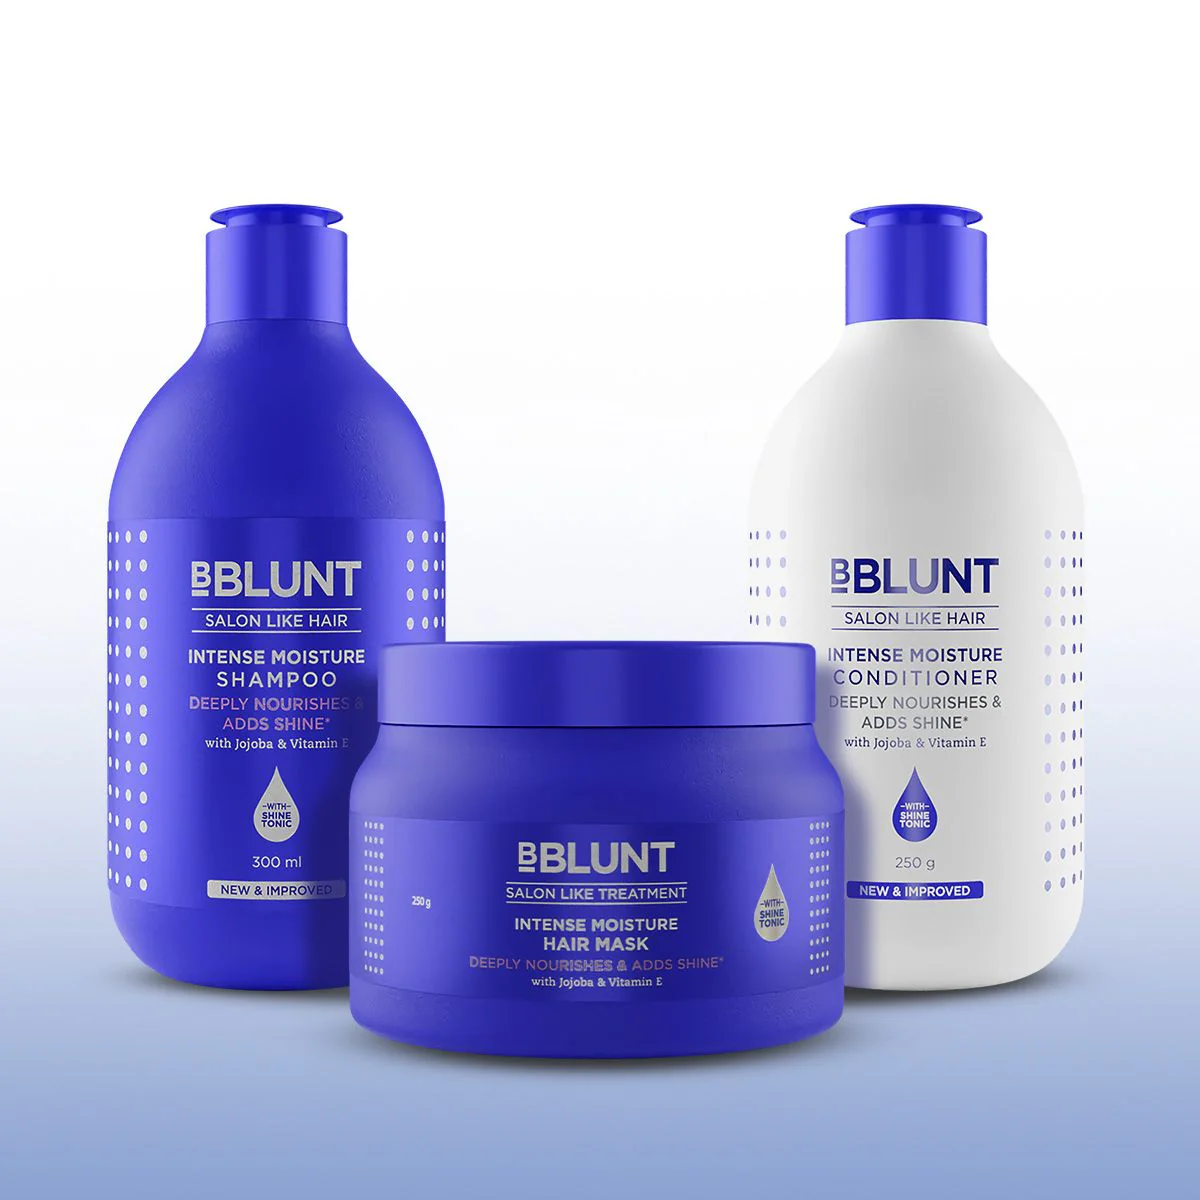 BBLUNT
SALON LIKE HAIR
INTENSE MOISTURE
SHAMPOO
DEEPLY NOURISHES &
ADDS SHINE*
with Jojoba & Vitamin E
-WITH-
SHINE
TONIC
300 ml
NEW & IMPROVED
BBLUNT
SALON LIKE TREATMENT
INTENSE MOISTURE
HAIR MASK
DEEPLY NOURISHES & ADDS SHINE*
with Jojoba & Vitamin E
250 g
-WITH-
SHINE
TONIC
BBLUNT
SALON LIKE HAIR
INTENSE MOISTURE
CONDITIONER
DEEPLY NOURISHES &
ADDS SHINE*
with Jojoba & Vitamin E
-WITH-
SHINE
TONIC
250 g
NEW & IMPROVED